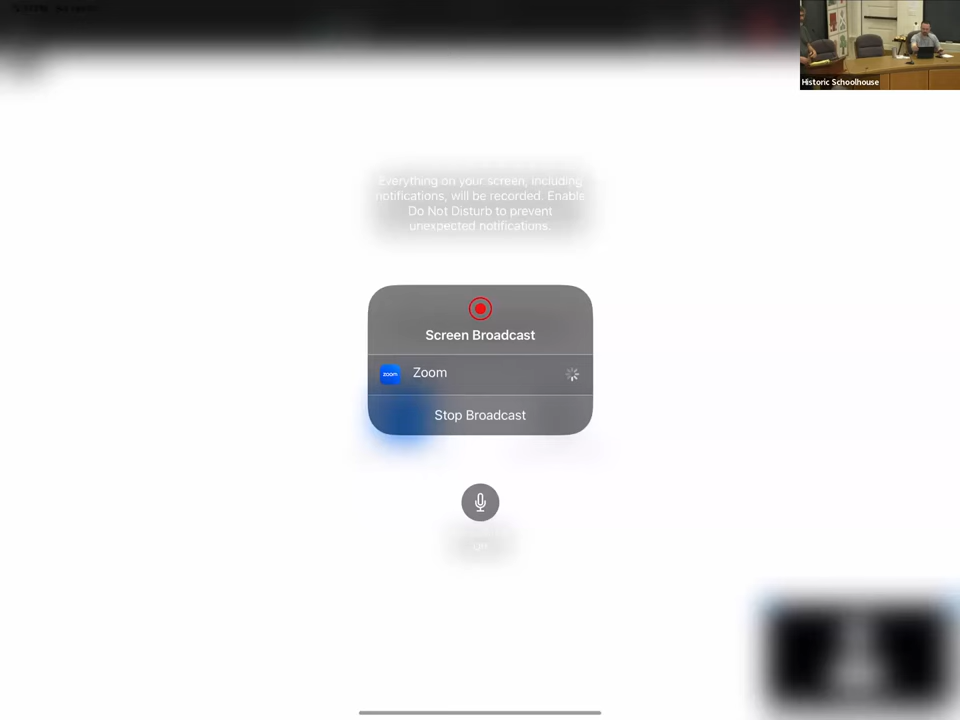 Historic Schoolhouse
Everything on your screen, including
notifications, will be recorded. Enable
Do Not Disturb to prevent
unexpected notifications.
Screen Broadcast
zoom
Zoom
Stop Broadcast